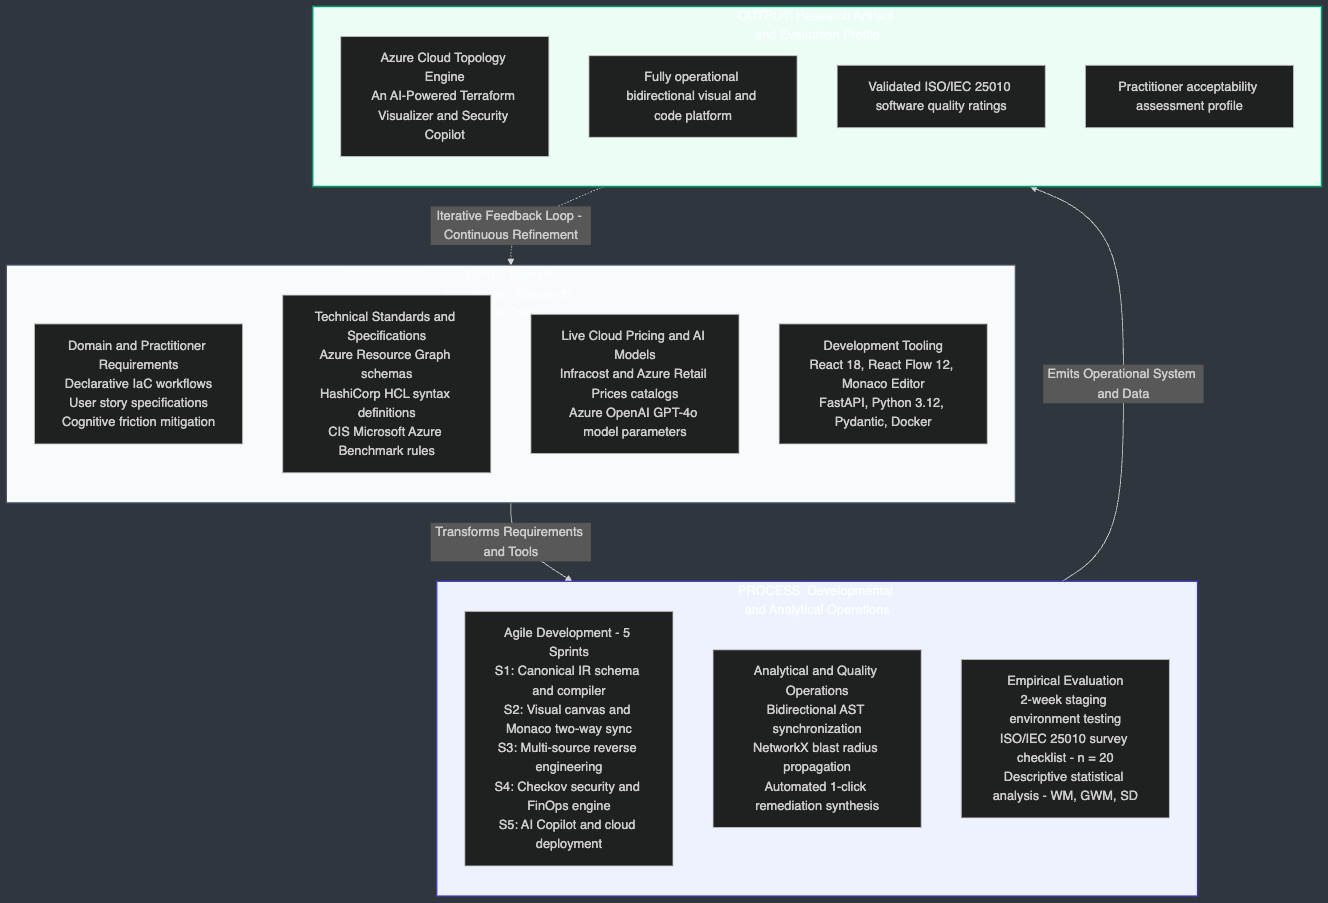 OUTPUT: Research Artifact
and Evaluation Profile
Azure Cloud Topology
Engine
An AI-Powered Terraform
Visualizer and Security
Copilot
Fully operational
bidirectional visual and
code platform
Validated ISO/IEC 25010
software quality ratings
Practitioner acceptability
assessment profile
Iterative Feedback Loop -
Continuous Refinement
Domain and Practitioner
Requirements
Declarative IaC workflows
User story specifications
Cognitive friction mitigation
Technical Standards and
Specifications
Azure Resource Graph
schemas
HashiCorp HCL syntax
definitions
CIS Microsoft Azure
Benchmark rules
Live Cloud Pricing and AI
Models
Infracost and Azure Retail
Prices catalogs
Azure OpenAI GPT-4o
model parameters
Development Tooling
React 18, React Flow 12,
Monaco Editor
FastAPI, Python 3.12,
Pydantic, Docker
Emits Operational System
and Data
Transforms Requirements
and Tools
PROCESS: Developmental
and Analytical Operations
Agile Development - 5
Sprints
S1: Canonical IR schema
and compiler
S2: Visual canvas and
Monaco two-way sync
S3: Multi-source reverse
engineering
S4: Checkov security and
FinOps engine
S5: AI Copilot and cloud
deployment
Analytical and Quality
Operations
Bidirectional AST
synchronization
NetworkX blast radius
propagation
Automated 1-click
remediation synthesis
Empirical Evaluation
2-week staging
environment testing
ISO/IEC 25010 survey
checklist - n = 20
Descriptive statistical
analysis - WM, GWM, SD